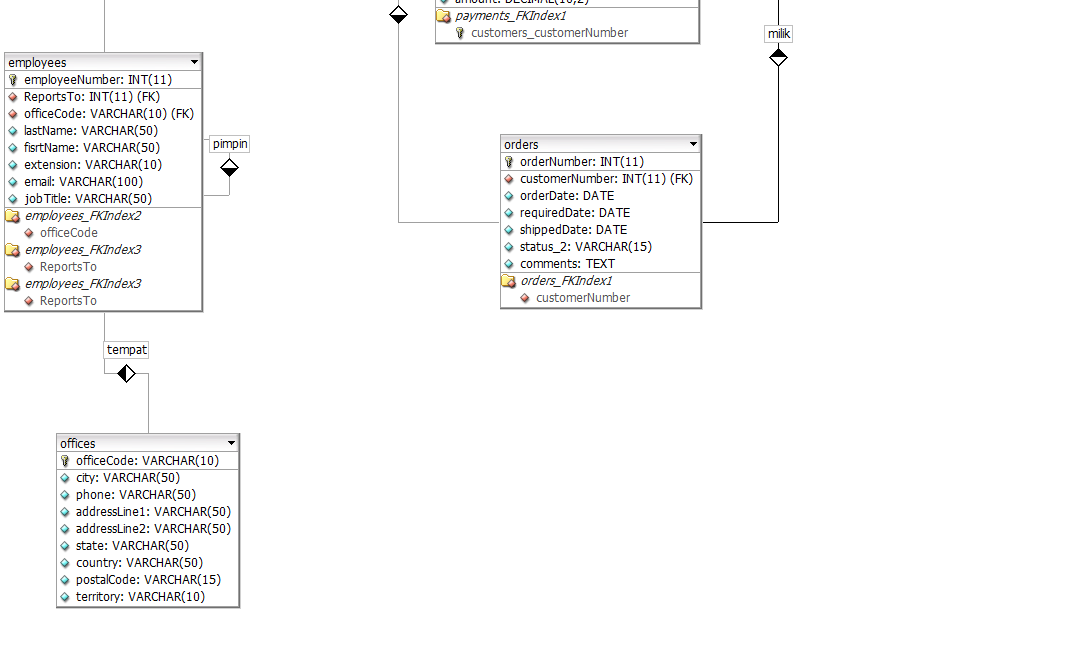 amount: DECIMAL(10,2)
payments_FKIndex1
customers_customerNumber
milik
employees
employeeNumber: INT(11)
ReportsTo: INT(11) (FK)
officeCode: VARCHAR(10) (FK)
lastName: VARCHAR(50)
fisrtName: VARCHAR(50)
extension: VARCHAR(10)
email: VARCHAR(100)
jobTitle: VARCHAR(50)
employees_FKIndex2
officeCode
employees_FKIndex3
ReportsTo
employees_FKIndex3
ReportsTo
pimpin
orders
orderNumber: INT(11)
customerNumber: INT(11) (FK)
orderDate: DATE
requiredDate: DATE
shippedDate: DATE
status_2: VARCHAR(15)
comments: TEXT
orders_FKIndex1
customerNumber
tempat
offices
officeCode: VARCHAR(10)
city: VARCHAR(50)
phone: VARCHAR(50)
addressLine1: VARCHAR(50)
addressLine2: VARCHAR(50)
state: VARCHAR(50)
country: VARCHAR(50)
postalCode: VARCHAR(15)
territory: VARCHAR(10)